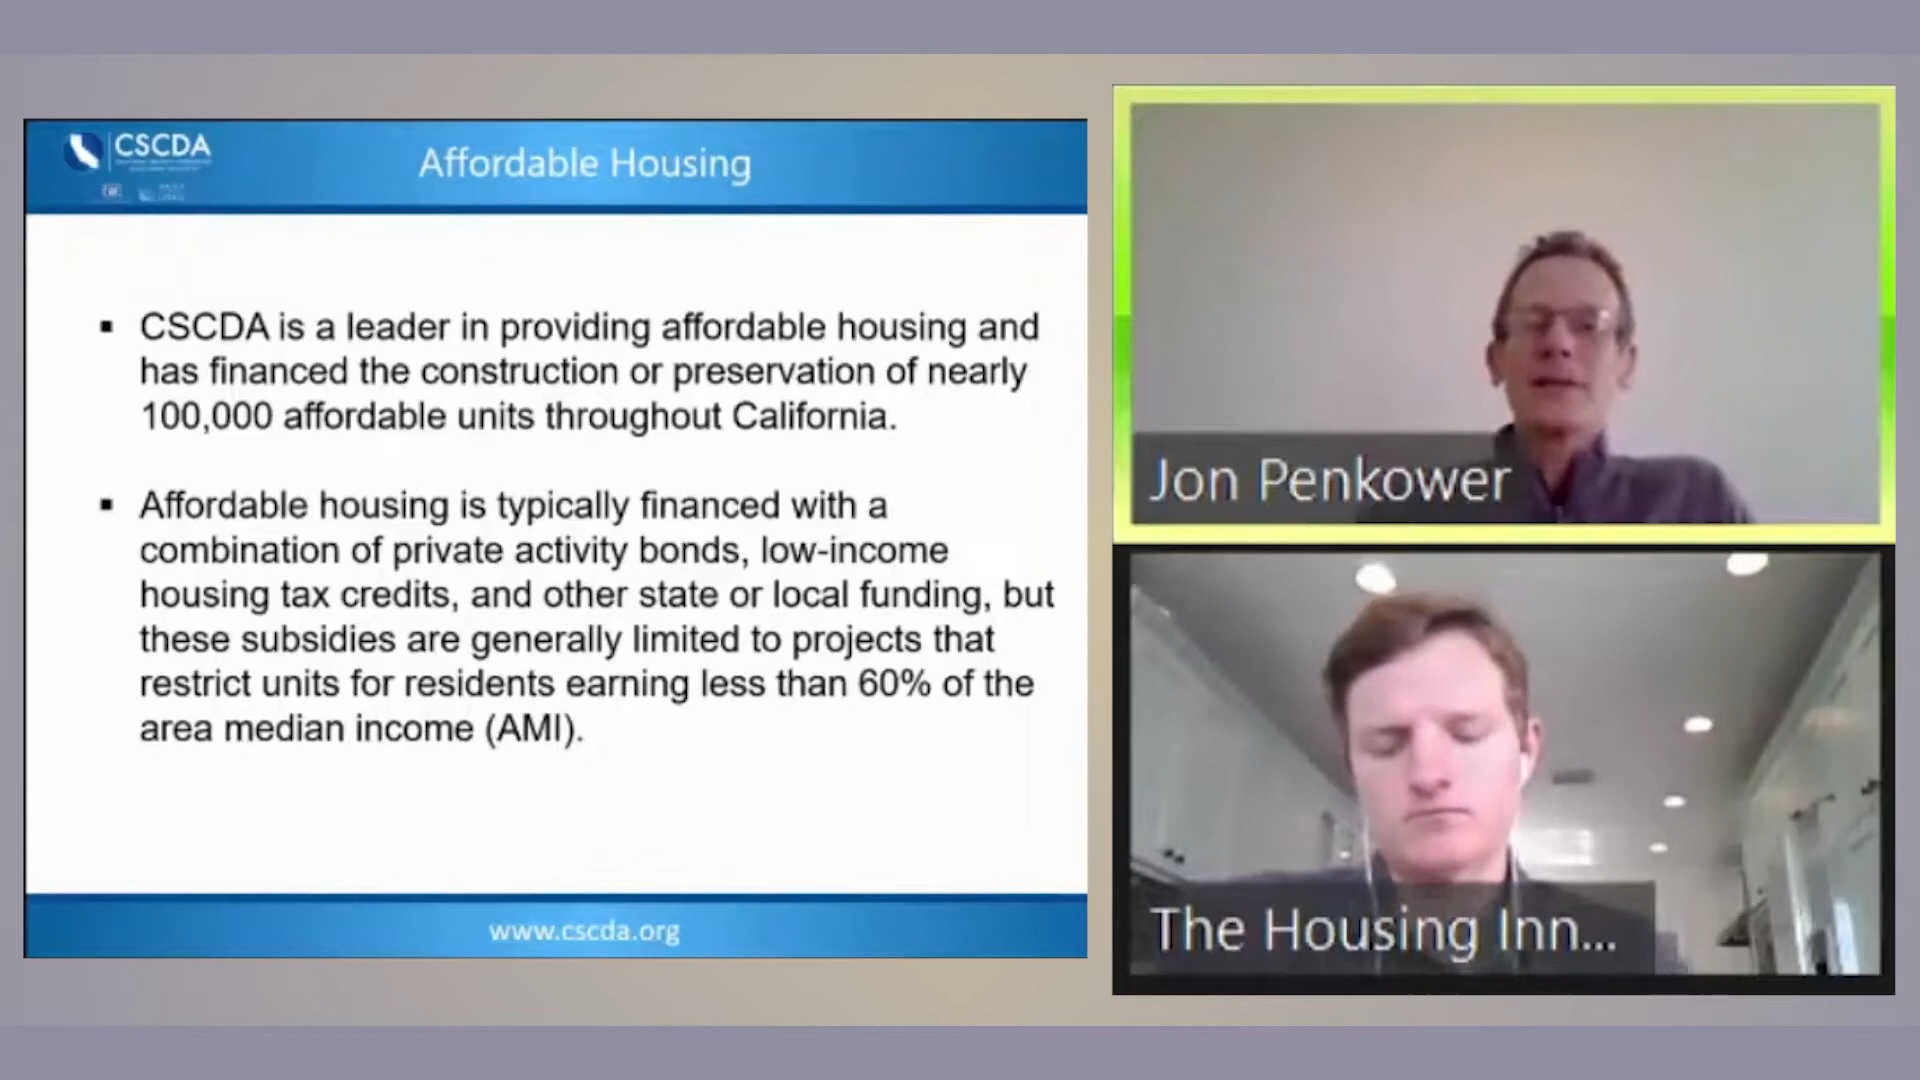 CSCDA
Affordable Housing
▪ CSCDA is a leader in providing affordable housing and
has financed the construction or preservation of nearly
100,000 affordable units throughout California.
▪ Affordable housing is typically financed with a
combination of private activity bonds, low-income
housing tax credits, and other state or local funding, but
these subsidies are generally limited to projects that
restrict units for residents earning less than 60% of the
area median income (AMI).
www.cscda.org
Jon Penkower
The Housing Inn...